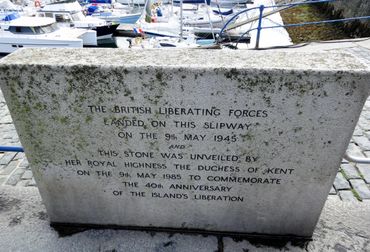 THE BRITISH LIBERATING FORCES
LANDED ON THIS SLIPWAY
ON THE 9th MAY 1945
AND
THIS STONE WAS UNVEILED BY
HER ROYAL HIGHNESS THE DUCHESS OF KENT
ON THE 9th MAY 1985 TO COMMEMORATE
THE 40th ANNIVERSARY
OF THE ISLAND'S LIBERATION